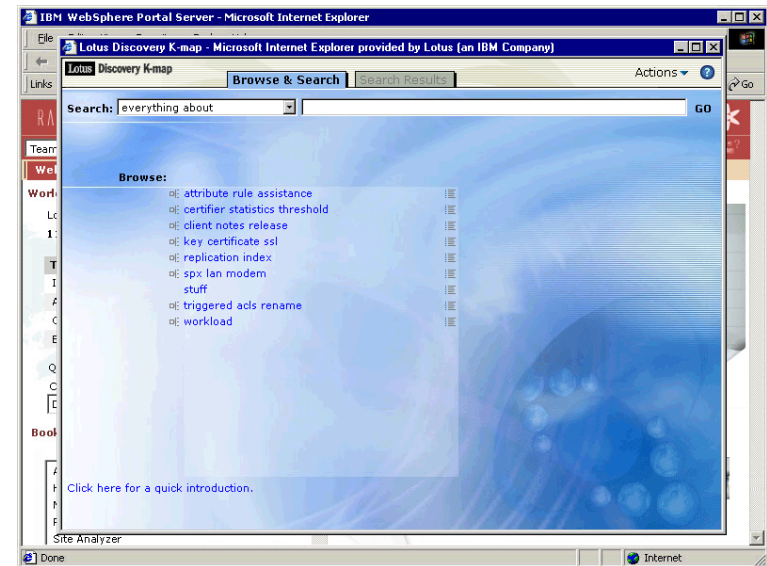 IBM WebSphere Portal Server - Microsoft Internet Explorer
File
Lotus Discovery K-map - Microsoft Internet Explorer provided by Lotus (an IBM Company)
Links
Go
Lotus Discovery K-map
Browse & Search
Search Results
Actions
?
Search:
everything about
GO
Browse:
attribute rule assistance
certifier statistics threshold
client notes release
key certificate ssl
replication index
spx lan modem
stuff
triggered acls rename
workload
Click here for a quick introduction.
Site Analyzer
Done
Internet